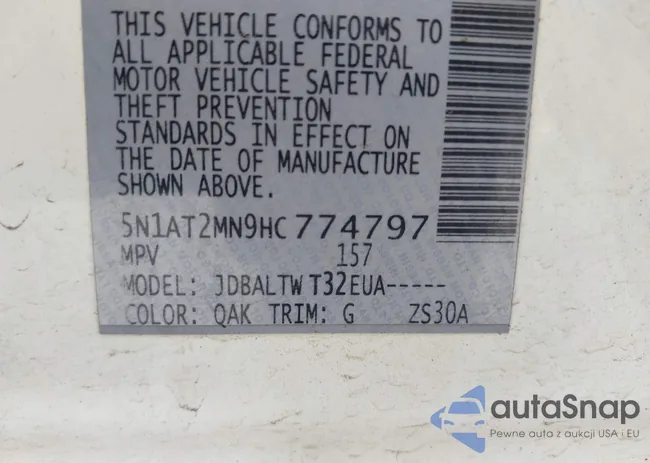 THIS VEHICLE CONFORMS TO
ALL APPLICABLE FEDERAL
MOTOR VEHICLE SAFETY AND
THEFT PREVENTION
STANDARDS IN EFFECT ON
THE DATE OF MANUFACTURE
SHOWN ABOVE.
5N1AT2MN9HC774797
MPV 157
MODEL: JDBALTW T32EUA-----
COLOR: QAK TRIM: G ZS30A
autaSnap
Pewne auta z aukcji USA i EU